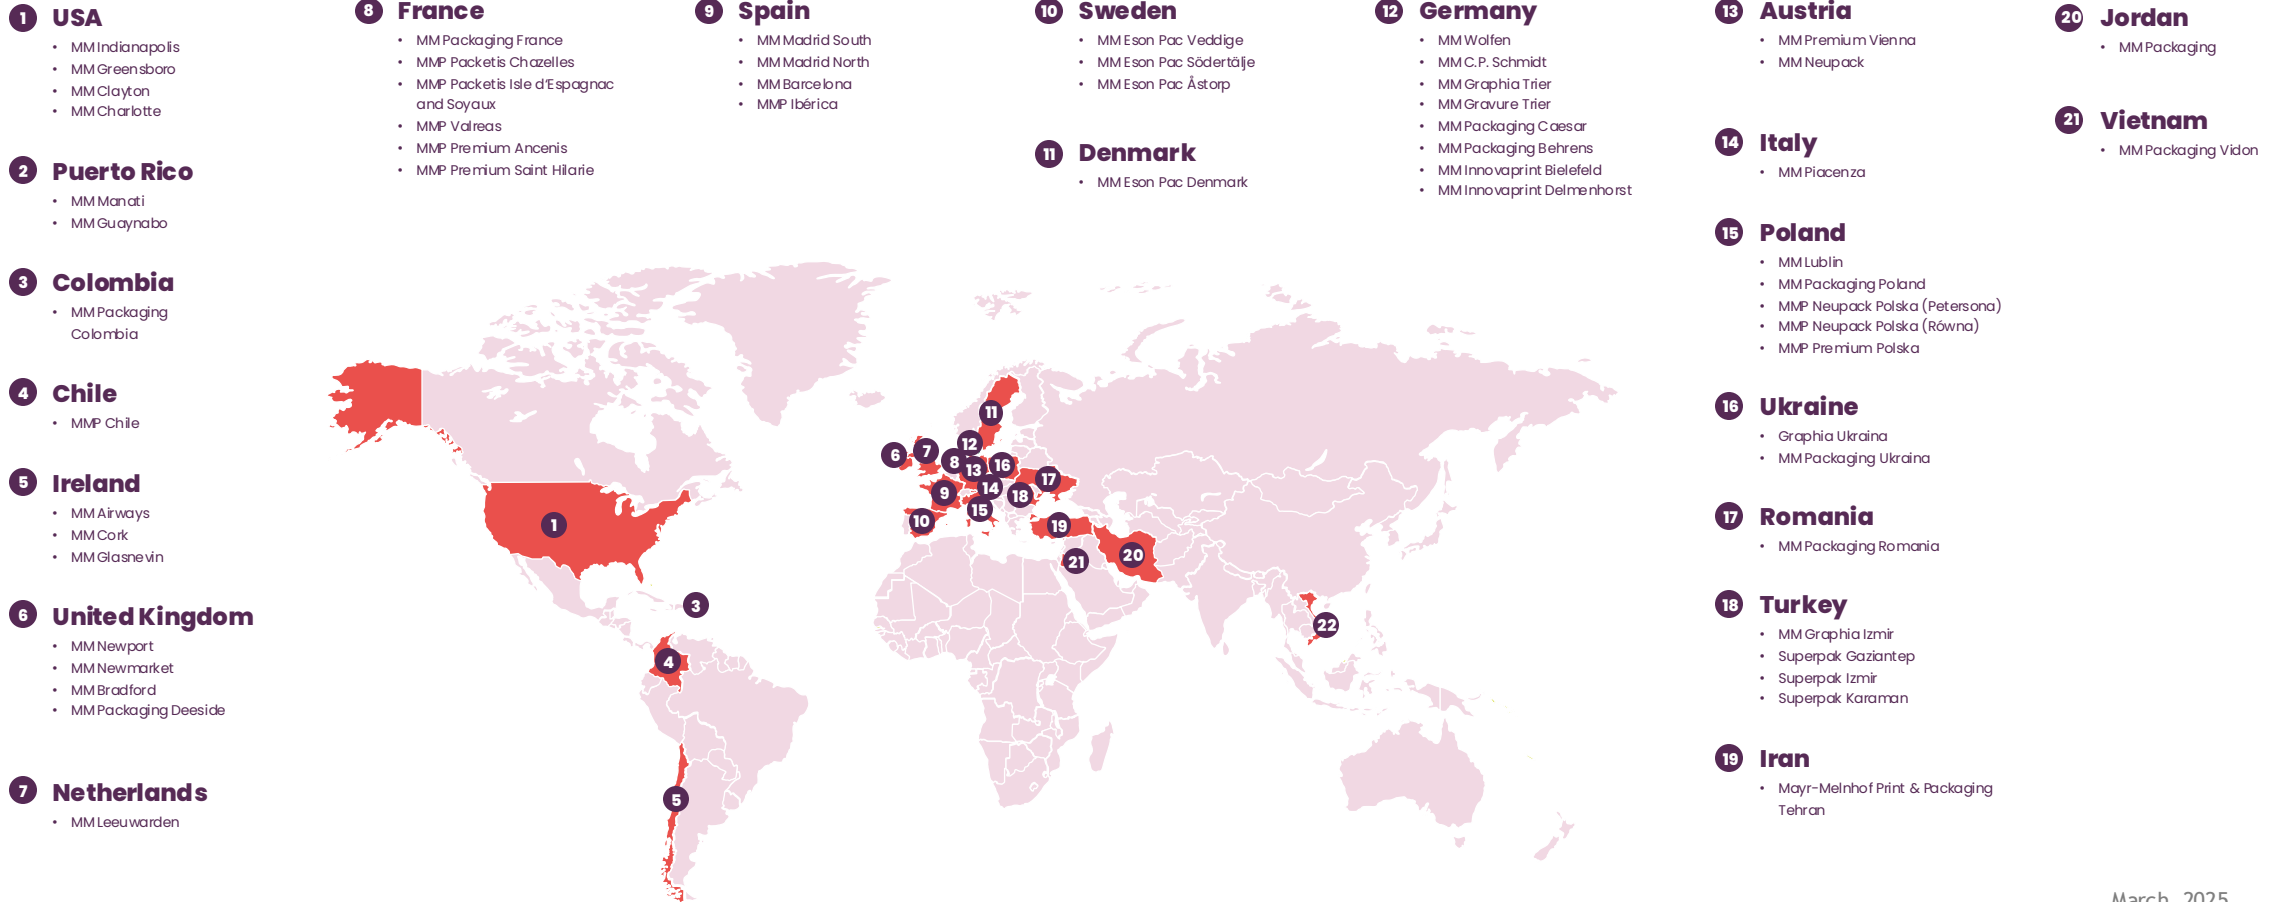 1 USA
• MM Indianapolis
• MM Greensboro
• MM Clayton
• MM Charlotte
2 Puerto Rico
• MM Manati
• MM Guaynabo
3 Colombia
• MM Packaging
Colombia
4 Chile
• MMP Chile
5 Ireland
• MM Airways
• MM Cork
• MM Glasnevin
6 United Kingdom
• MM Newport
• MM Newmarket
• MM Bradford
• MM Packaging Deeside
7 Netherlands
• MM Leeuwarden
8 France
• MM Packaging France
• MMP Packetis Chazelles
• MMP Packetis Isle d'Espagnac
and Soyaux
• MMP Valreas
• MMP Premium Ancenis
• MMP Premium Saint Hilarie
9 Spain
• MM Madrid South
• MM Madrid North
• MM Barcelona
• MMP Ibérica
10 Sweden
• MM Eson Pac Veddige
• MM Eson Pac Södertälje
• MM Eson Pac Åstorp
11 Denmark
• MM Eson Pac Denmark
12 Germany
• MM Wolfen
• MM C.P. Schmidt
• MM Graphia Trier
• MM Gravure Trier
• MM Packaging Caesar
• MM Packaging Behrens
• MM Innovaprint Bielefeld
• MM Innovaprint Delmenhorst
13 Austria
• MM Premium Vienna
• MM Neupack
14 Italy
• MM Piacenza
15 Poland
• MM Lublin
• MM Packaging Poland
• MMP Neupack Polska (Petersona)
• MMP Neupack Polska (Równa)
• MMP Premium Polska
16 Ukraine
• Graphia Ukraina
• MM Packaging Ukraina
17 Romania
• MM Packaging Romania
18 Turkey
• MM Graphia Izmir
• Superpak Gaziantep
• Superpak Izmir
• Superpak Karaman
19 Iran
• Mayr-Melnhof Print & Packaging
Tehran
20 Jordan
• MM Packaging
21 Vietnam
• MM Packaging Vidon
11
12
6
7
8
13
16
17
9
14
18
15
10
19
1
20
21
3
22
4
5
March, 2025